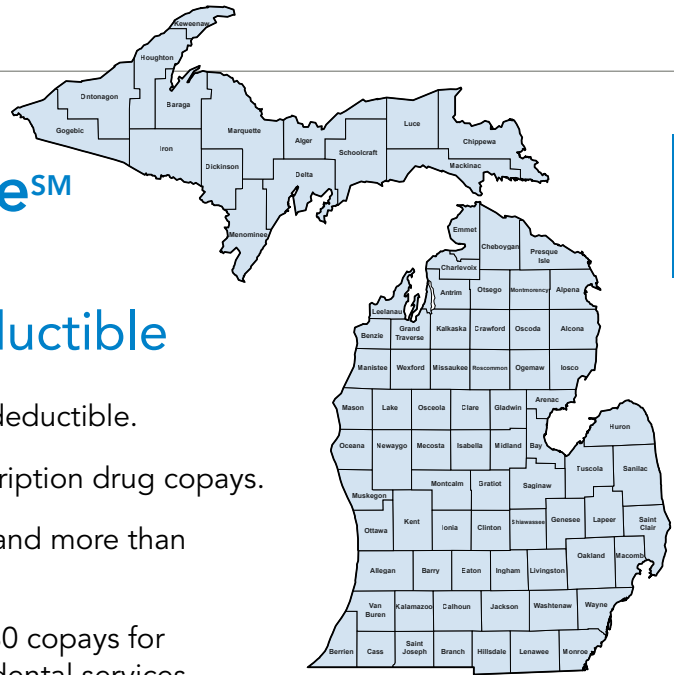 Keweenaw
Houghton
Ontonagon
Baraga
Gogebic
Marquette
Luce
Alger
Chippewa
Iron
Schoolcraft
Dickinson
Mackinac
Delta
Menominee
e℠
Emmet
Cheboygan
Presque
Isle
Charlevoix
Antrim
Otsego
Montmorency
Alpena
Leelanau
Benzie
Grand
Traverse
Kalkaska
Crawford
Oscoda
Alcona
Manistee
Wexford
Missaukee
Roscommon
Ogemaw
Iosco
Arenac
Mason
Lake
Osceola
Clare
Gladwin
Huron
Oceana
Newaygo
Mecosta
Isabella
Midland
Bay
Tuscola
Sanilac
Montcalm
Gratiot
Saginaw
Muskegon
Ottawa
Kent
Ionia
Clinton
Shiawassee
Genesee
Lapeer
Saint
Clair
Oakland
Macomb
Allegan
Barry
Eaton
Ingham
Livingston
Van
Buren
Kalamazoo
Calhoun
Jackson
Washtenaw
Wayne
Berrien
Cass
Saint
Joseph
Branch
Hillsdale
Lenawee
Monroe
ductible
deductible.
ription drug copays.
and more than
0 copays for
dental services